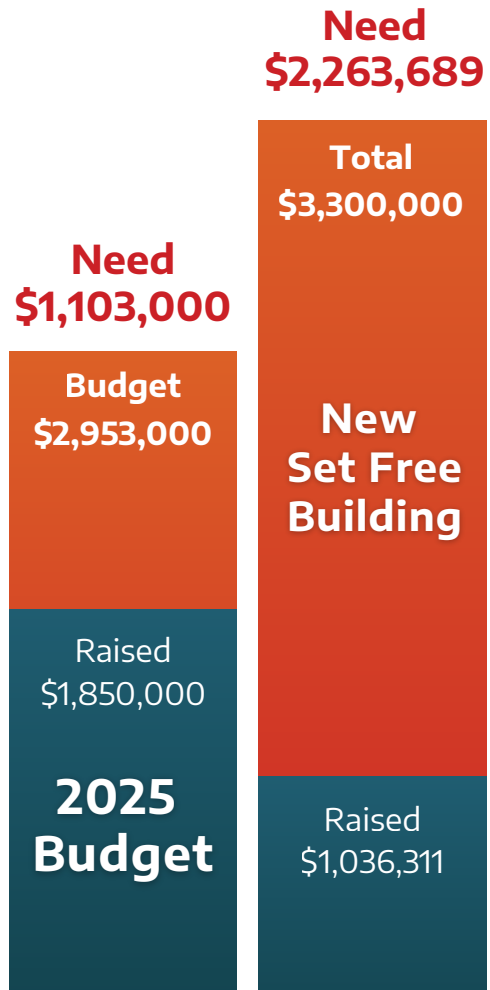 Need
$1,103,000
Budget
$2,953,000
Raised
$1,850,000
2025
Budget
Need
$2,263,689
Total
$3,300,000
New
Set Free
Building
Raised
$1,036,311